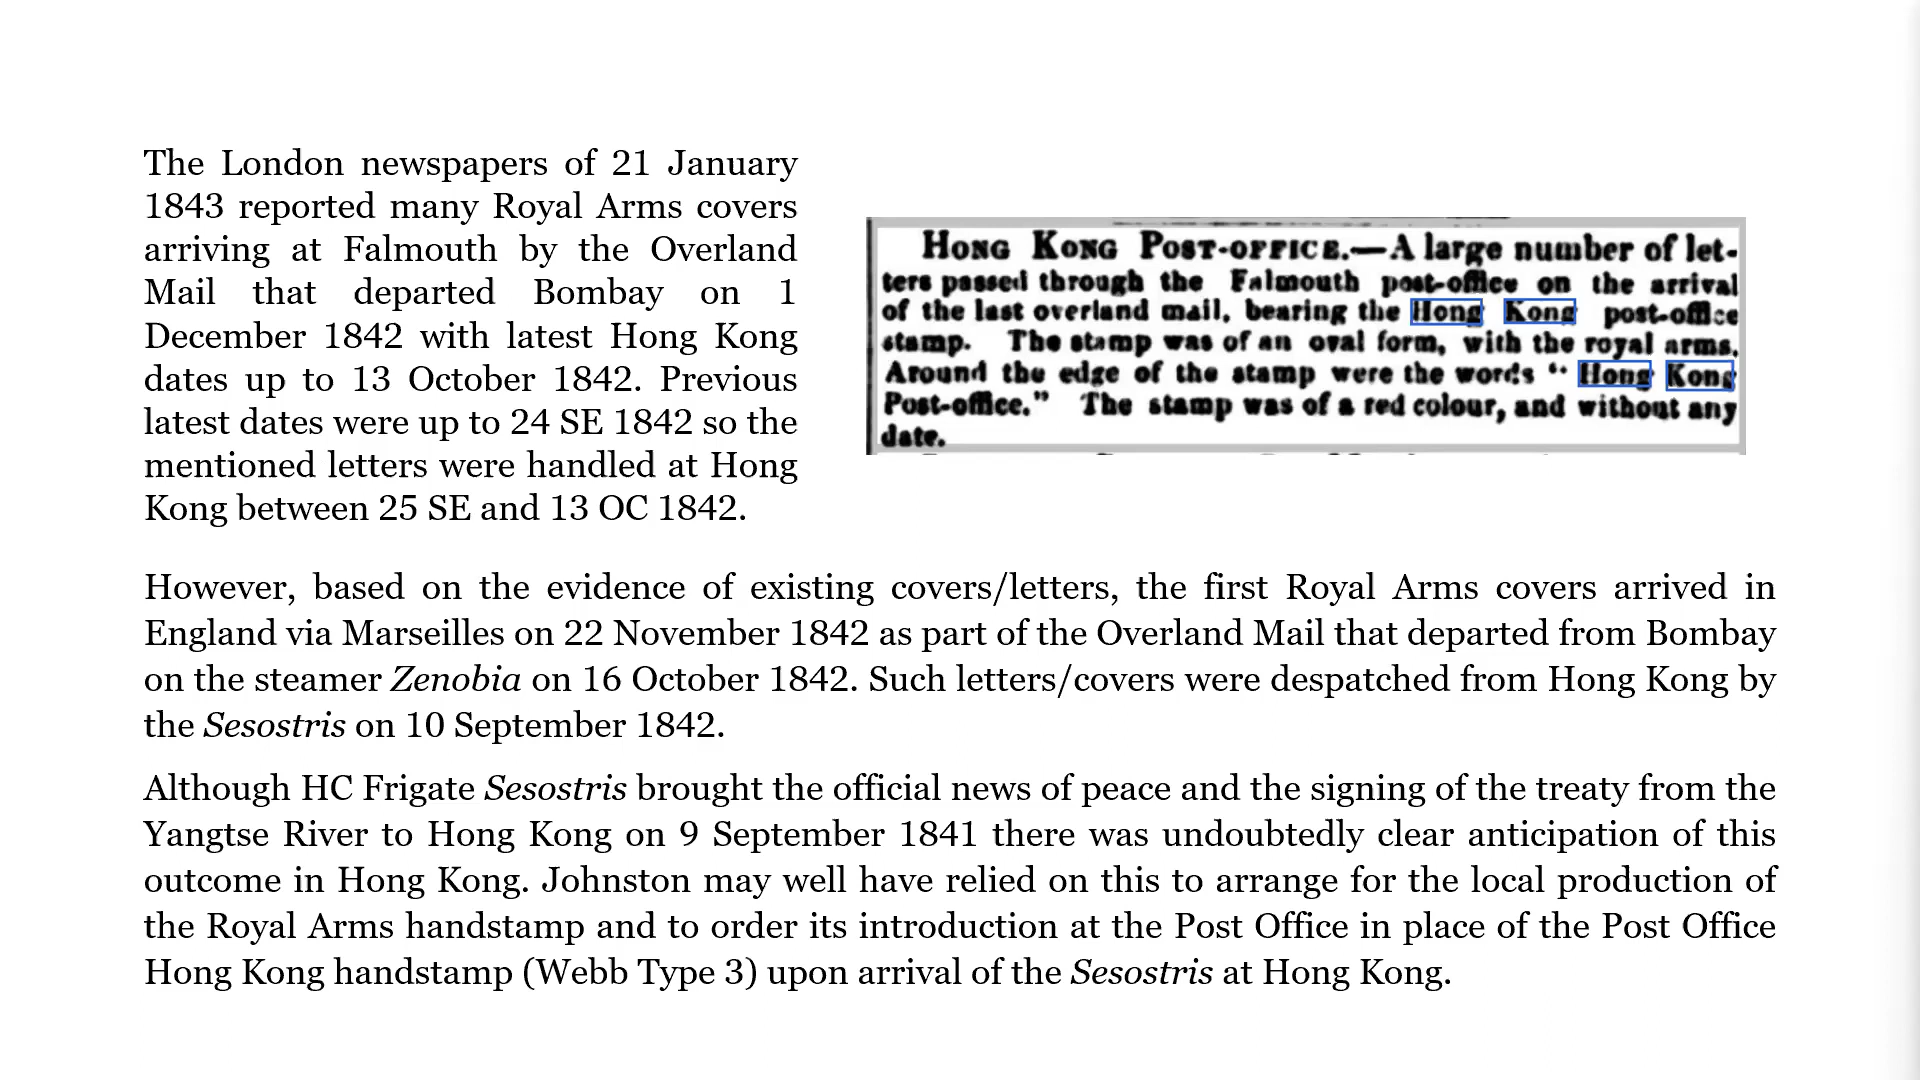 The London newspapers of 21 January
1843 reported many Royal Arms covers
arriving at Falmouth by the Overland
Mail that departed Bombay on 1
December 1842 with latest Hong Kong
dates up to 13 October 1842. Previous
latest dates were up to 24 SE 1842 so the
mentioned letters were handled at Hong
Kong between 25 SE and 13 OC 1842.
HONG KONG POST-OFFICE.—A large number of let-
ters passed through the Falmouth post-office on the arrival
of the last overland mail, bearing the Hong Kong post-office
stamp. The stamp was of an oval form, with the royal arms.
Around the edge of the stamp were the words " Hong Kong
Post-office." The stamp was of a red colour, and without any
date.
However, based on the evidence of existing covers/letters, the first Royal Arms covers arrived in
England via Marseilles on 22 November 1842 as part of the Overland Mail that departed from Bombay
on the steamer Zenobia on 16 October 1842. Such letters/covers were despatched from Hong Kong by
the Sesostris on 10 September 1842.
Although HC Frigate Sesostris brought the official news of peace and the signing of the treaty from the
Yangtse River to Hong Kong on 9 September 1841 there was undoubtedly clear anticipation of this
outcome in Hong Kong. Johnston may well have relied on this to arrange for the local production of
the Royal Arms handstamp and to order its introduction at the Post Office in place of the Post Office
Hong Kong handstamp (Webb Type 3) upon arrival of the Sesostris at Hong Kong.